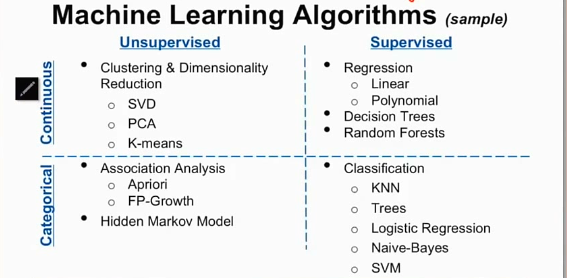 Machine Learning Algorithms (sample)
Unsupervised
Supervised
Continuous
• Clustering & Dimensionality
Reduction
o SVD
o PCA
o K-means
• Regression
o Linear
o Polynomial
• Decision Trees
• Random Forests
Categorical
• Association Analysis
o Apriori
o FP-Growth
• Hidden Markov Model
• Classification
o KNN
o Trees
o Logistic Regression
o Naive-Bayes
o SVM